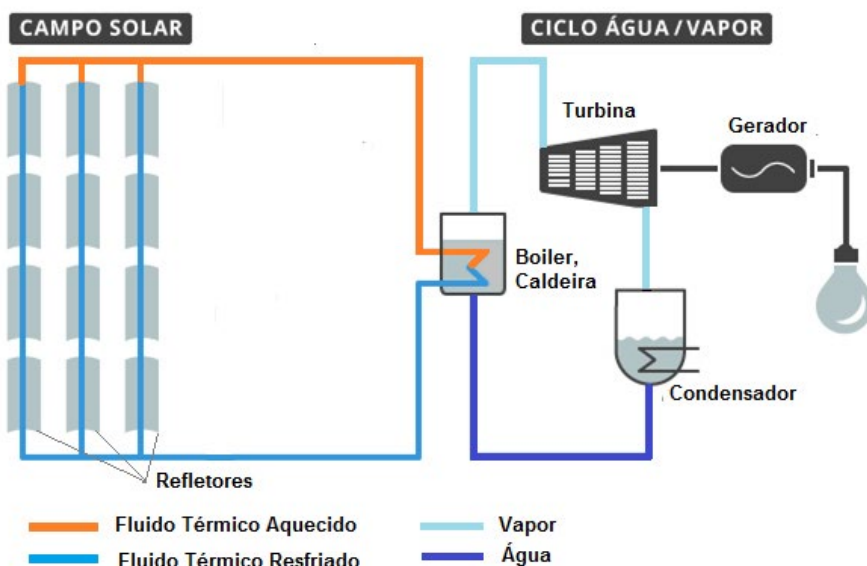 CAMPO SOLAR
CICLO ÁGUA / VAPOR
Turbina
Gerador
Boiler,
Caldeira
Condensador
Refletores
Fluido Térmico Aquecido
Vapor
Fluido Térmico Resfriado
Água